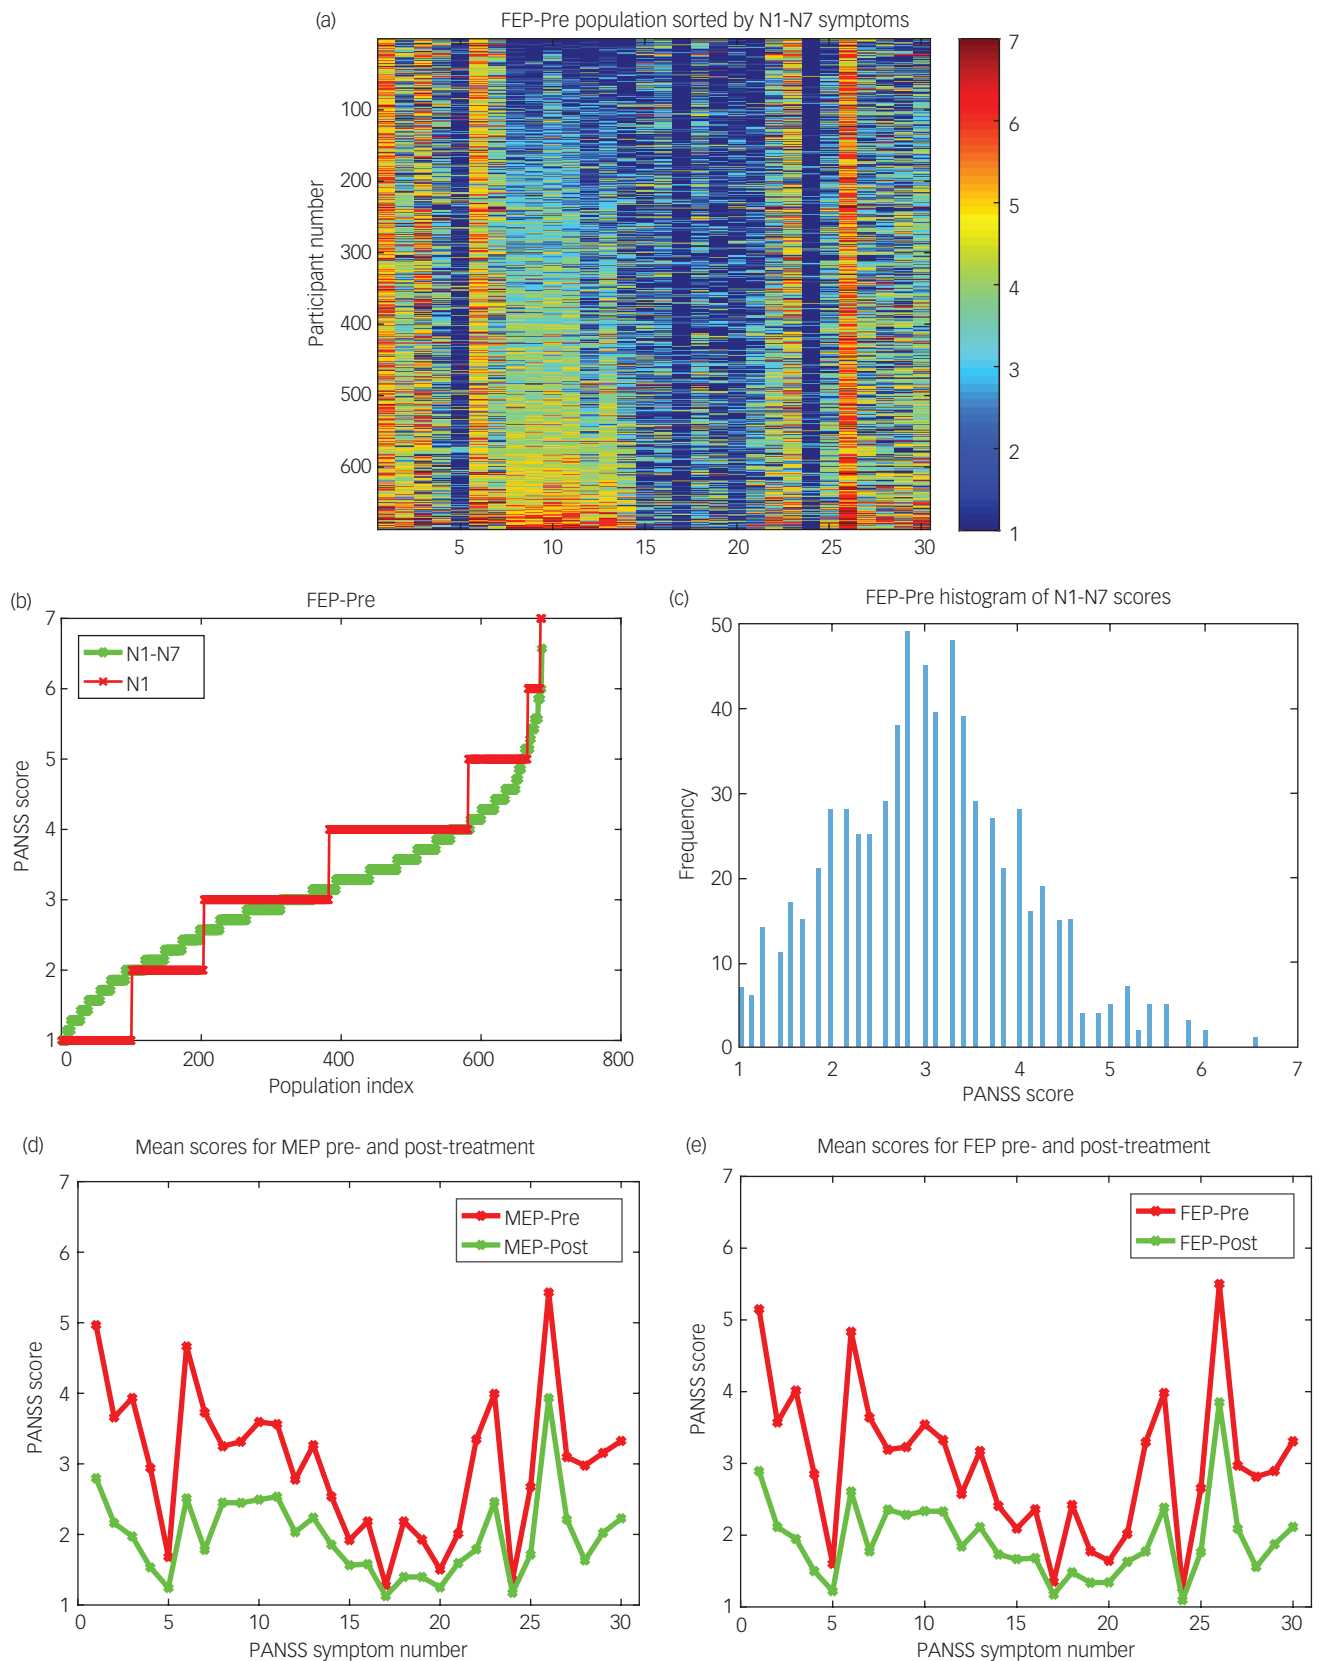 (a)
FEP-Pre population sorted by N1-N7 symptoms
Participant number
100
200
300
400
500
600
5
10
15
20
25
30
7
6
5
4
3
2
1
(b)
FEP-Pre
PANSS score
7
6
5
4
3
2
1
N1-N7
N1
0
200
400
600
800
Population index
(c)
FEP-Pre histogram of N1-N7 scores
Frequency
50
40
30
20
10
0
1
2
3
4
5
6
7
PANSS score
(d)
Mean scores for MEP pre- and post-treatment
PANSS score
7
6
5
4
3
2
1
MEP-Pre
MEP-Post
0
5
10
15
20
25
30
PANSS symptom number
(e)
Mean scores for FEP pre- and post-treatment
PANSS score
7
6
5
4
3
2
1
FEP-Pre
FEP-Post
0
5
10
15
20
25
30
PANSS symptom number